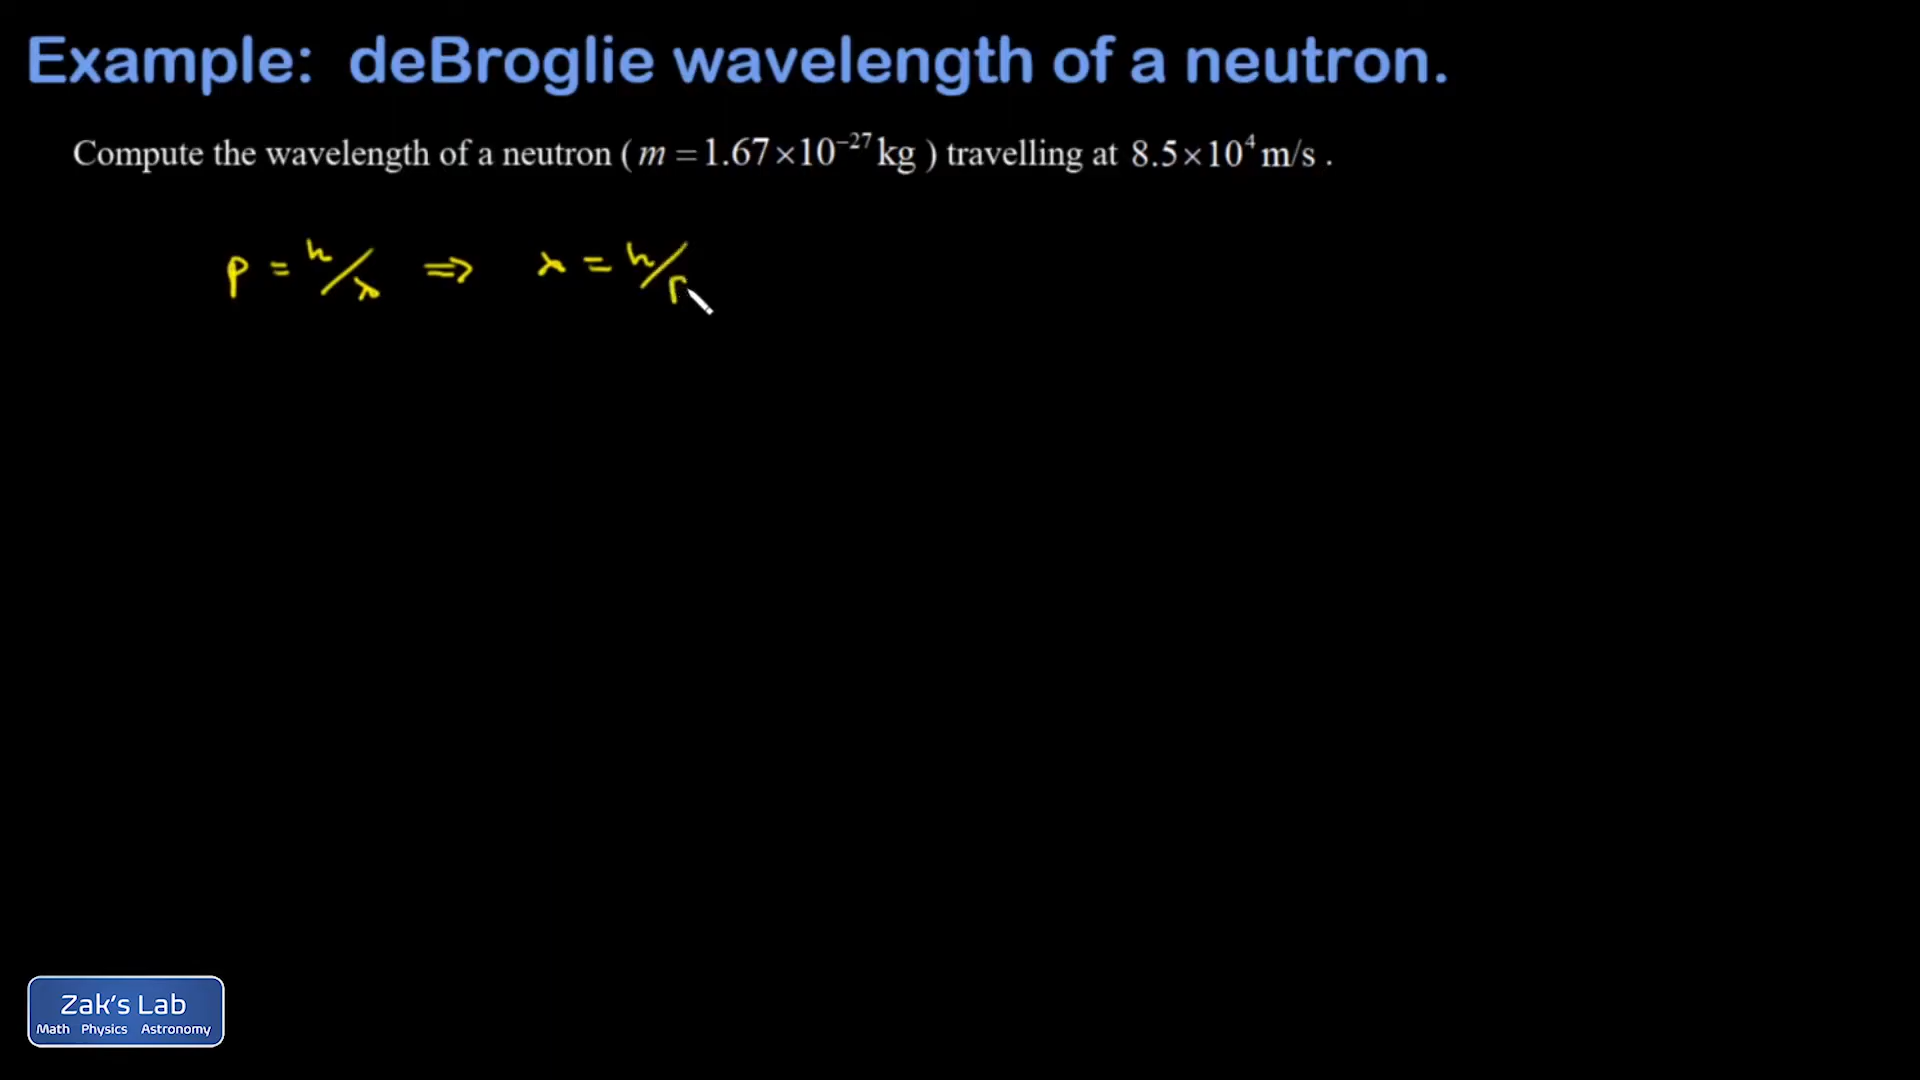 Example: deBroglie wavelength of a neutron.
Compute the wavelength of a neutron ( m = 1.67×10⁻²⁷ kg ) travelling at 8.5×10⁴ m/s .
p = h/λ ⇒ λ = h/
Zak's Lab
Math Physics Astronomy